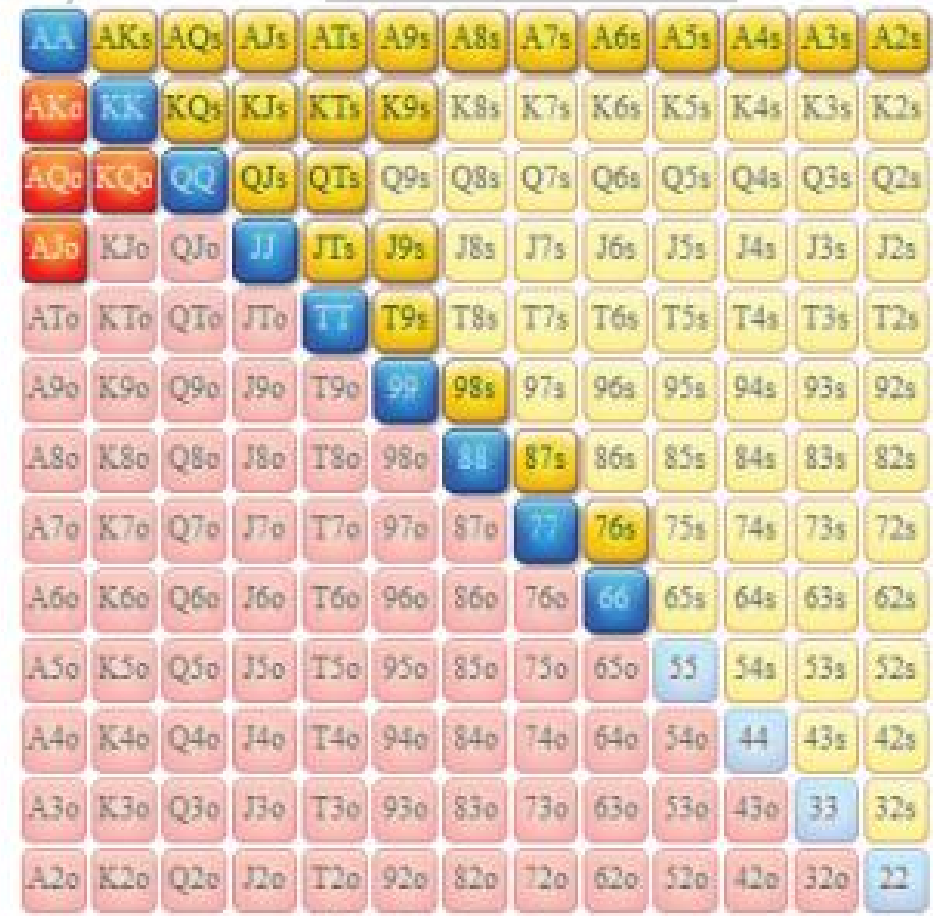 AA AKs AQs AJs ATs A9s A8s A7s A6s A5s A4s A3s A2s
AKo KK KQs KJs KTs K9s K8s K7s K6s K5s K4s K3s K2s
AQo KQo QQ QJs QTs Q9s Q8s Q7s Q6s Q5s Q4s Q3s Q2s
AJo KJo QJo JJ JTs J9s J8s J7s J6s J5s J4s J3s J2s
ATo KTo QTo JTo TT T9s T8s T7s T6s T5s T4s T3s T2s
A9o K9o Q9o J9o T9o 99 98s 97s 96s 95s 94s 93s 92s
A8o K8o Q8o J8o T8o 98o 88 87s 86s 85s 84s 83s 82s
A7o K7o Q7o J7o T7o 97o 87o 77 76s 75s 74s 73s 72s
A6o K6o Q6o J6o T6o 96o 86o 76o 66 65s 64s 63s 62s
A5o K5o Q5o J5o T5o 95o 85o 75o 65o 55 54s 53s 52s
A4o K4o Q4o J4o T4o 94o 84o 74o 64o 54o 44 43s 42s
A3o K3o Q3o J3o T3o 93o 83o 73o 63o 53o 43o 33 32s
A2o K2o Q2o J2o T2o 92o 82o 72o 62o 52o 42o 32o 22